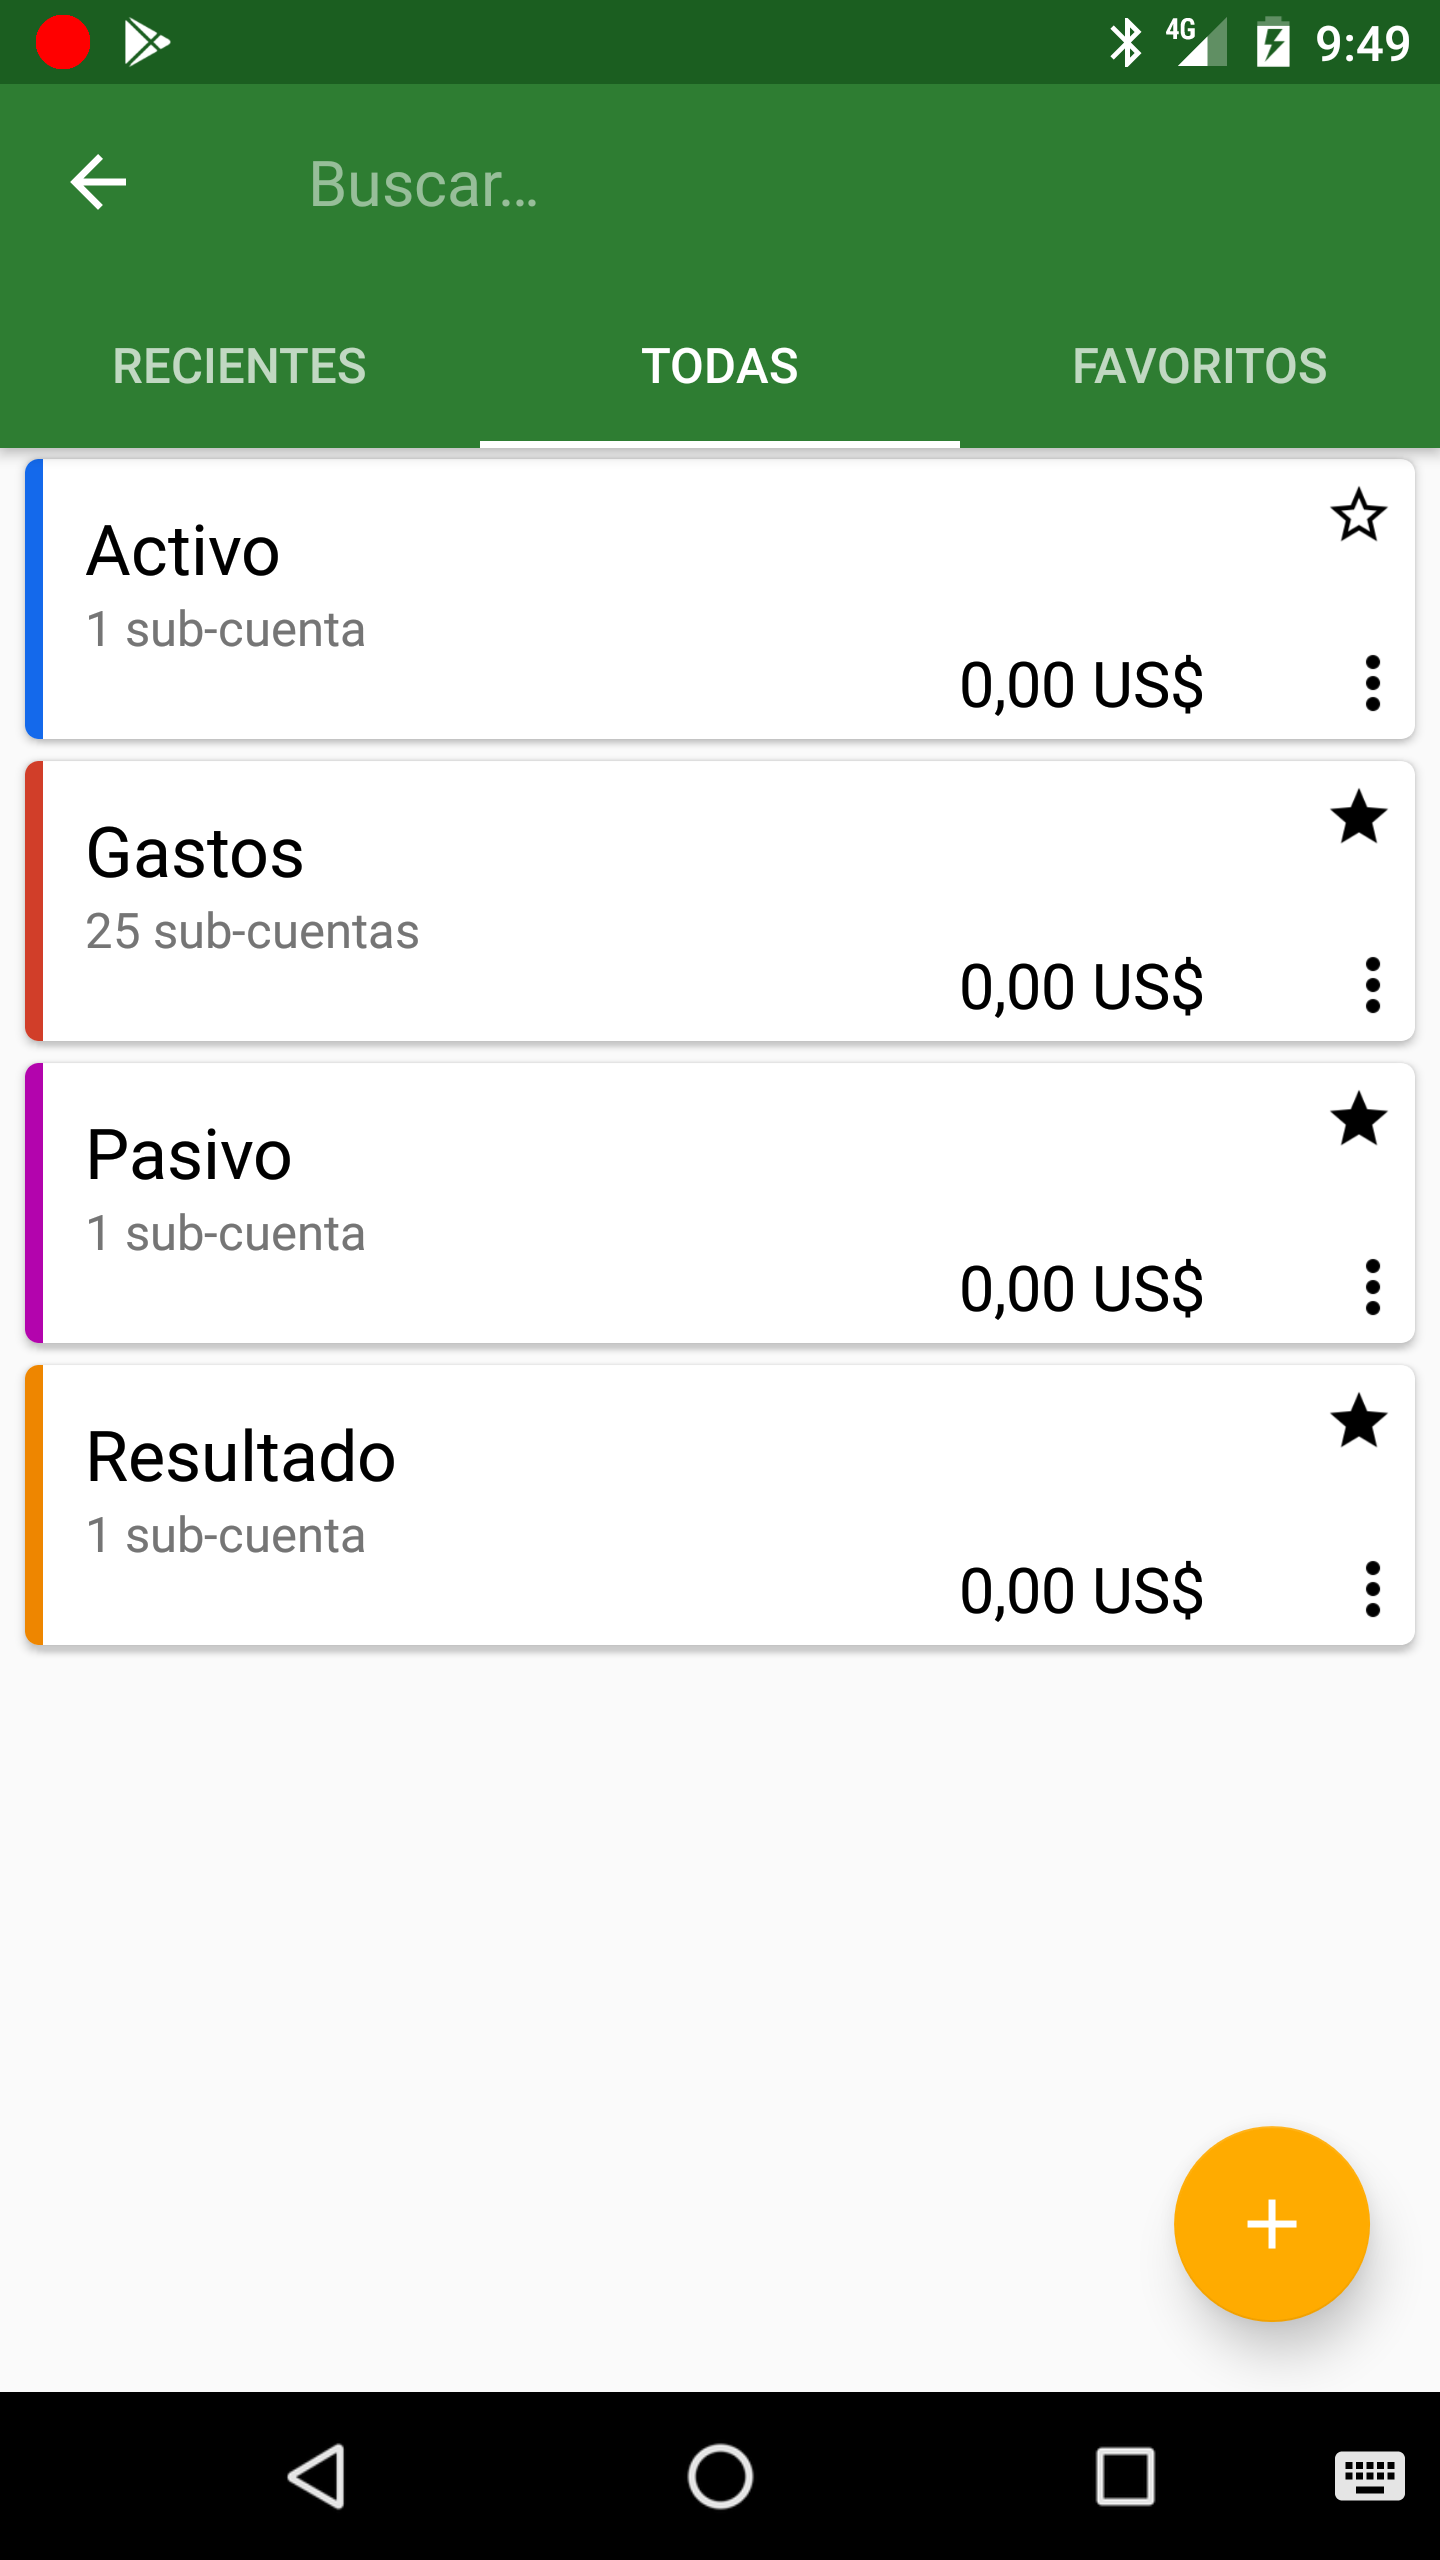 4G 9:49
Buscar...
RECIENTES TODAS FAVORITOS
Activo
1 sub-cuenta
0,00 US$
Gastos
25 sub-cuentas
0,00 US$
Pasivo
1 sub-cuenta
0,00 US$
Resultado
1 sub-cuenta
0,00 US$